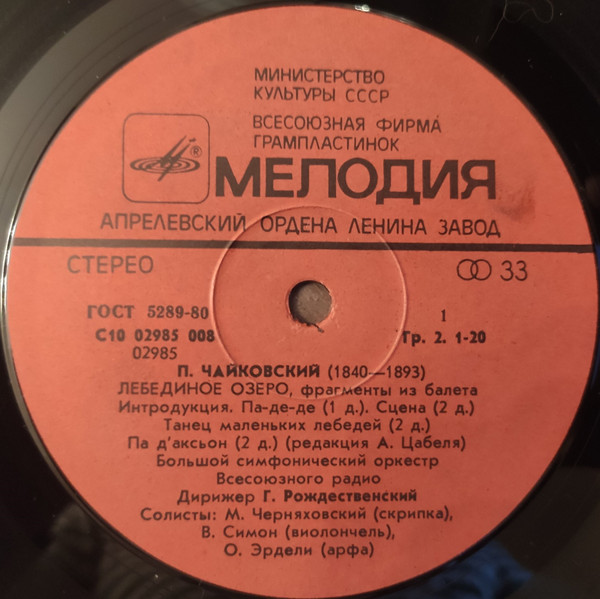 МИНИСТЕРСТВО
КУЛЬТУРЫ СССР
ВСЕСОЮЗНАЯ ФИРМА
ГРАМПЛАСТИНОК
®
МЕЛОДИЯ
АПРЕЛЕВСКИЙ ОРДЕНА ЛЕНИНА ЗАВОД
СТЕРЕО 33
ГОСТ 5289-80 1
С10 02985 008 Гр. 2. 1-20
02985
П. ЧАЙКОВСКИЙ (1840—1893)
ЛЕБЕДИНОЕ ОЗЕРО, фрагменты из балета
Интродукция. Па-де-де (1 д.). Сцена (2 д.)
Танец маленьких лебедей (2 д.)
Па д'аксьон (2 д.) (редакция А. Цабеля)
Большой симфонический оркестр
Всесоюзного радио
Дирижер Г. Рождественский
Солисты: М. Черняховский (скрипка),
В. Симон (виолончель),
О. Эрдели (арфа)